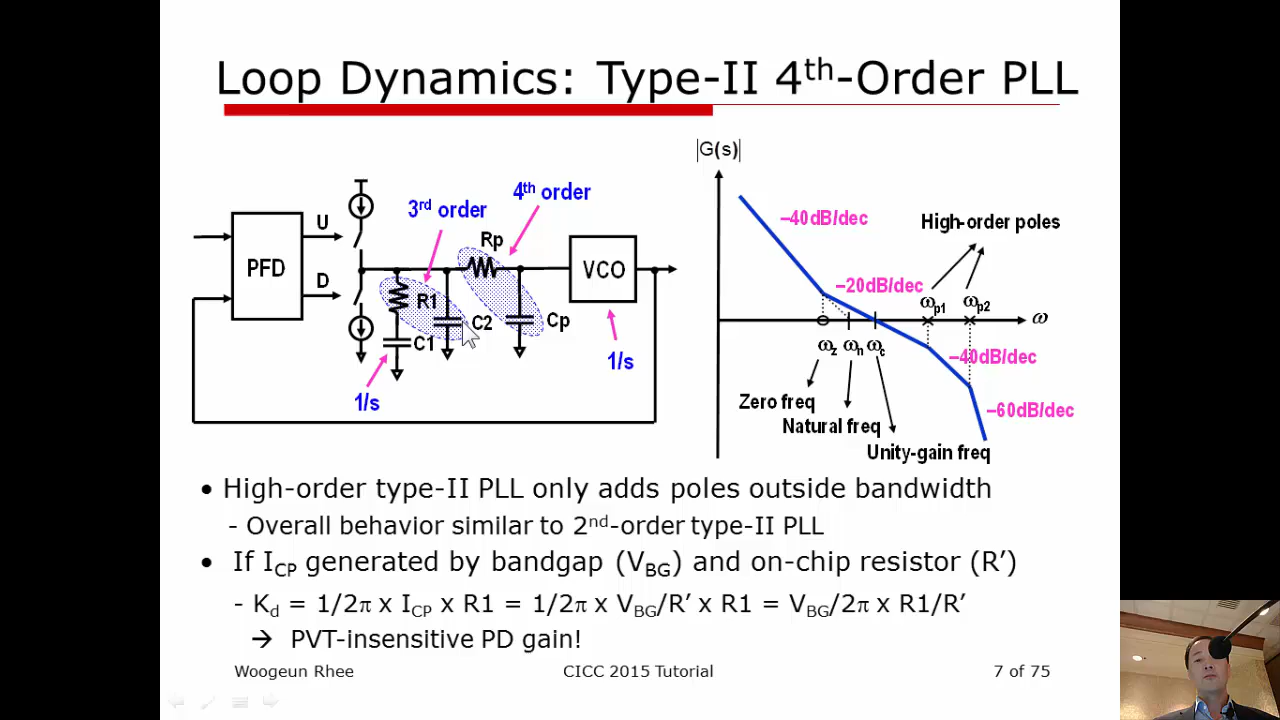 Loop Dynamics: Type-II 4th-Order PLL
|G(s)|
4th order
3rd order
–40dB/dec
High-order poles
U
Rp
PFD
VCO
D
–20dB/dec
R1
ωp1
ωp2
C2
Cp
ω
C1
ωz
ωn
ωc
–40dB/dec
1/s
1/s
Zero freq
–60dB/dec
Natural freq
Unity-gain freq
• High-order type-II PLL only adds poles outside bandwidth
- Overall behavior similar to 2nd-order type-II PLL
• If ICP generated by bandgap (VBG) and on-chip resistor (R’)
- Kd = 1/2π x ICP x R1 = 1/2π x VBG/R’ x R1 = VBG/2π x R1/R’
→ PVT-insensitive PD gain!
Woogeun Rhee
CICC 2015 Tutorial
7 of 75